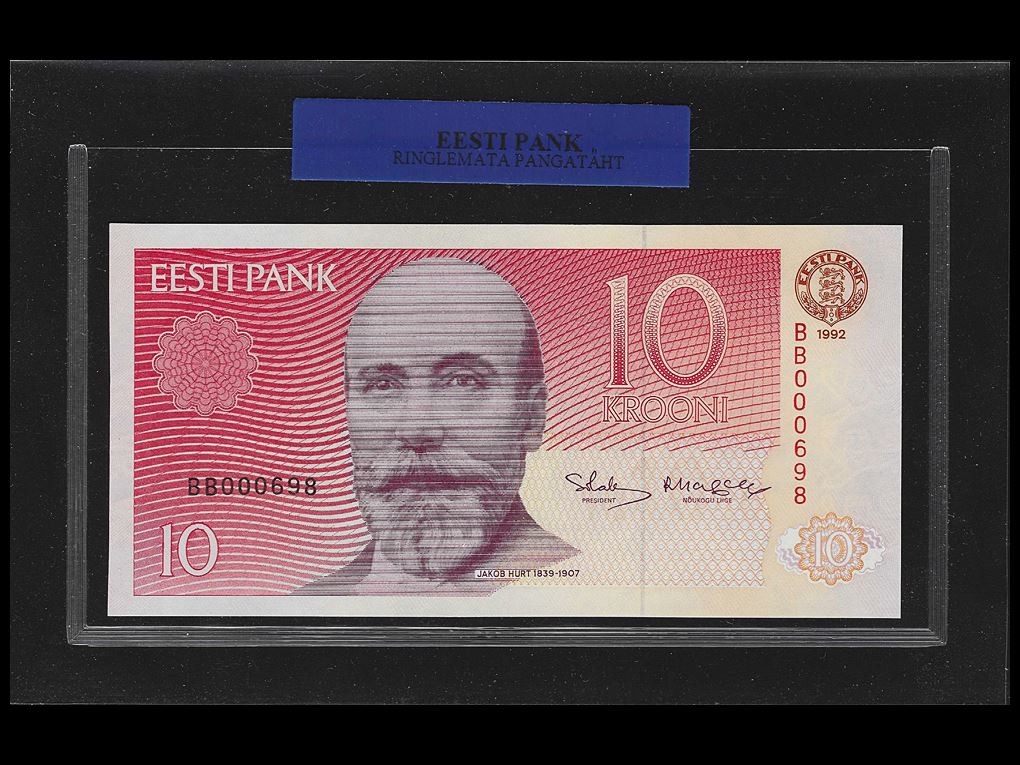 EESTI PANK
RINGLEMATA PANGATÄHT
EESTI PANK
10
KROONI
EESTI PANK
1992
BB000698
BB000698
PRESIDENT
NÕUKOGU LIIGE
10
10
JAKOB HURT 1839-1907